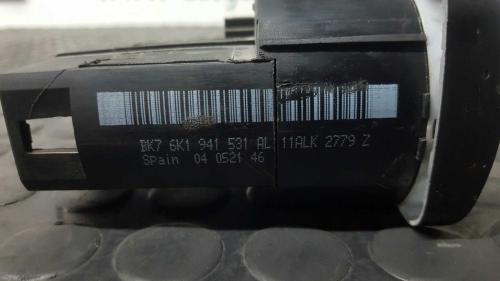 BK7 6K1 941 531 AL 11ALK 2779 Z
Spain 04 0521 46